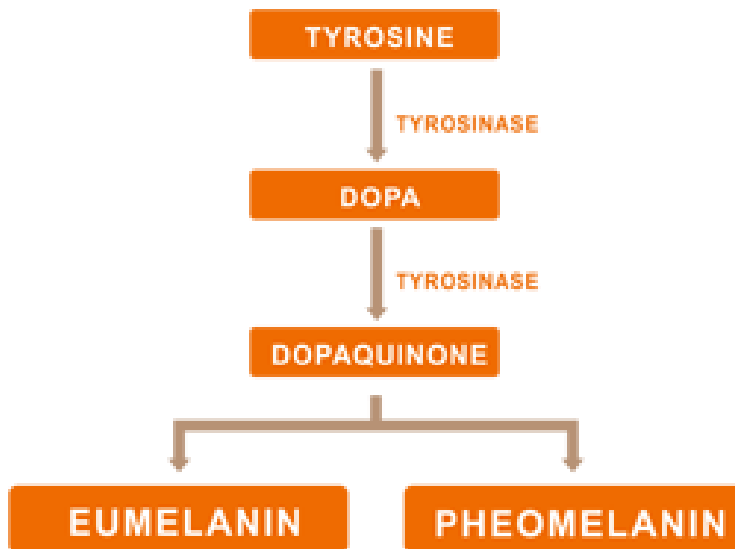 TYROSINE
TYROSINASE
DOPA
TYROSINASE
DOPAQUINONE
EUMELANIN
PHEOMELANIN